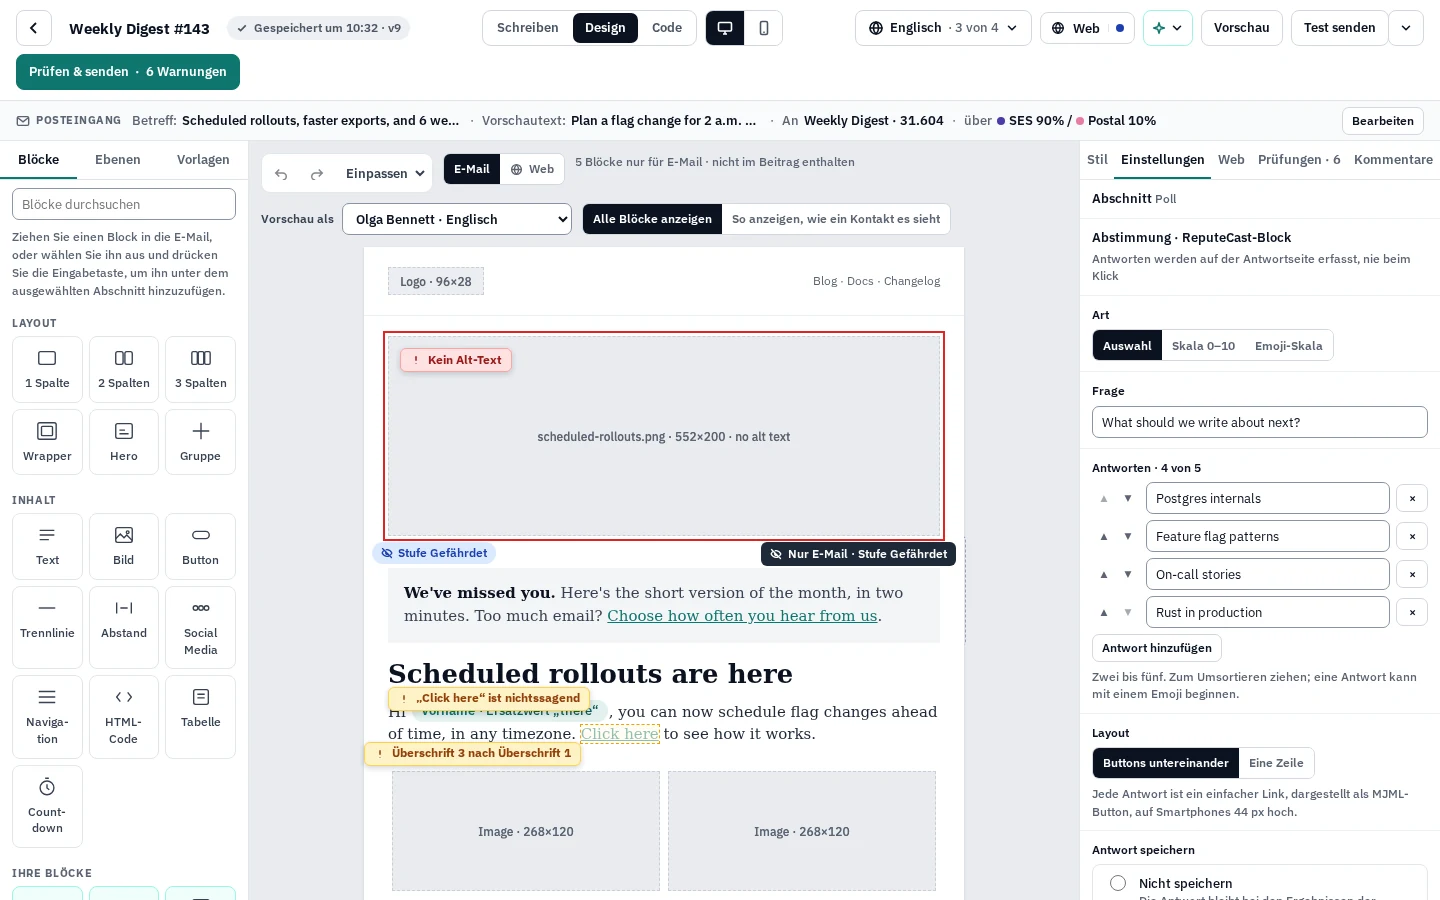 Weekly Digest #143
Gespeichert um 10:32 · v9
Schreiben
Design
Code
Englisch · 3 von 4
Web
Vorschau
Test senden
Prüfen & senden · 6 Warnungen
POSTEINGANG
Betreff: Scheduled rollouts, faster exports, and 6 we...
· Vorschautext: Plan a flag change for 2 a.m. ...
· An Weekly Digest · 31.604
· über SES 90% / Postal 10%
Bearbeiten
Blöcke
Ebenen
Vorlagen
Blöcke durchsuchen
Ziehen Sie einen Block in die E-Mail,
oder wählen Sie ihn aus und drücken
Sie die Eingabetaste, um ihn unter dem
ausgewählten Abschnitt hinzuzufügen.
LAYOUT
1 Spalte
2 Spalten
3 Spalten
Wrapper
Hero
Gruppe
INHALT
Text
Bild
Button
Trennlinie
Abstand
Social
Media
Naviga-
tion
HTML-
Code
Tabelle
Count-
down
IHRE BLÖCKE
Einpassen
E-Mail
Web
5 Blöcke nur für E-Mail · nicht im Beitrag enthalten
Vorschau als
Olga Bennett · Englisch
Alle Blöcke anzeigen
So anzeigen, wie ein Kontakt es sieht
Logo · 96×28
Blog · Docs · Changelog
Kein Alt-Text
scheduled-rollouts.png · 552×200 · no alt text
Stufe Gefährdet
Nur E-Mail · Stufe Gefährdet
We've missed you. Here's the short version of the month, in two
minutes. Too much email? Choose how often you hear from us.
Scheduled rollouts are here
„Click here“ ist nichtssagend
Hi Vorname · Ersatzwert „there“ , you can now schedule flag changes ahead
of time, in any timezone. Click here to see how it works.
Überschrift 3 nach Überschrift 1
Image · 268×120
Image · 268×120
Stil
Einstellungen
Web
Prüfungen · 6
Kommentare
Abschnitt Poll
Abstimmung · ReputeCast-Block
Antworten werden auf der Antwortseite erfasst, nie beim
Klick
Art
Auswahl
Skala 0–10
Emoji-Skala
Frage
What should we write about next?
Antworten · 4 von 5
Postgres internals
Feature flag patterns
On-call stories
Rust in production
Antwort hinzufügen
Zwei bis fünf. Zum Umsortieren ziehen; eine Antwort kann
mit einem Emoji beginnen.
Layout
Buttons untereinander
Eine Zeile
Jede Antwort ist ein einfacher Link, dargestellt als MJML-
Button, auf Smartphones 44 px hoch.
Antwort speichern
Nicht speichern
Die Antwort bleibt bei den Ergebnissen der